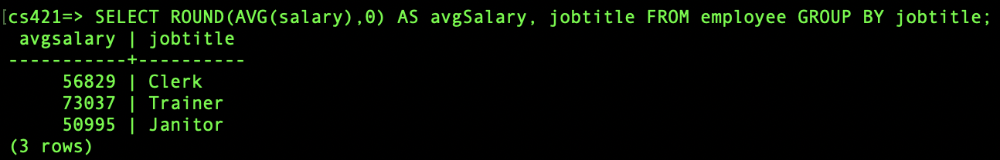 [cs421=> SELECT ROUND(AVG(salary),0) AS avgSalary, jobtitle FROM employee GROUP BY jobtitle;
 avgsalary | jobtitle
-----------+----------
     56829 | Clerk
     73037 | Trainer
     50995 | Janitor
(3 rows)